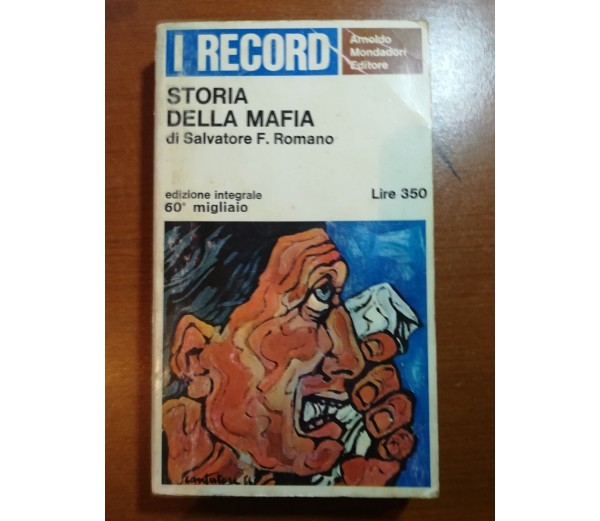 I RECORD
Arnoldo
Mondadori
Editore
STORIA
DELLA MAFIA
di Salvatore F. Romano
edizione integrale
60° migliaio
Lire 350